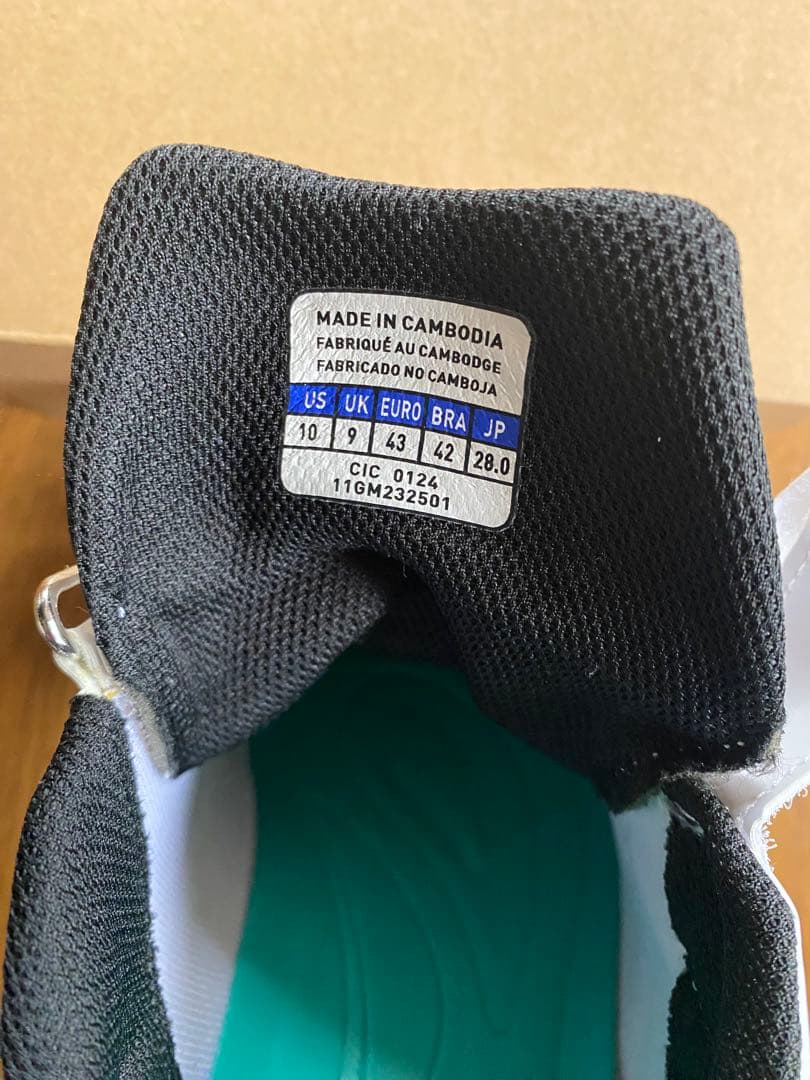 MADE IN CAMBODIA
FABRIQUÉ AU CAMBODGE
FABRICADO NO CAMBOJA
US UK EURO BRA JP
10 9 43 42 28.0
CIC 0124
11GM232501